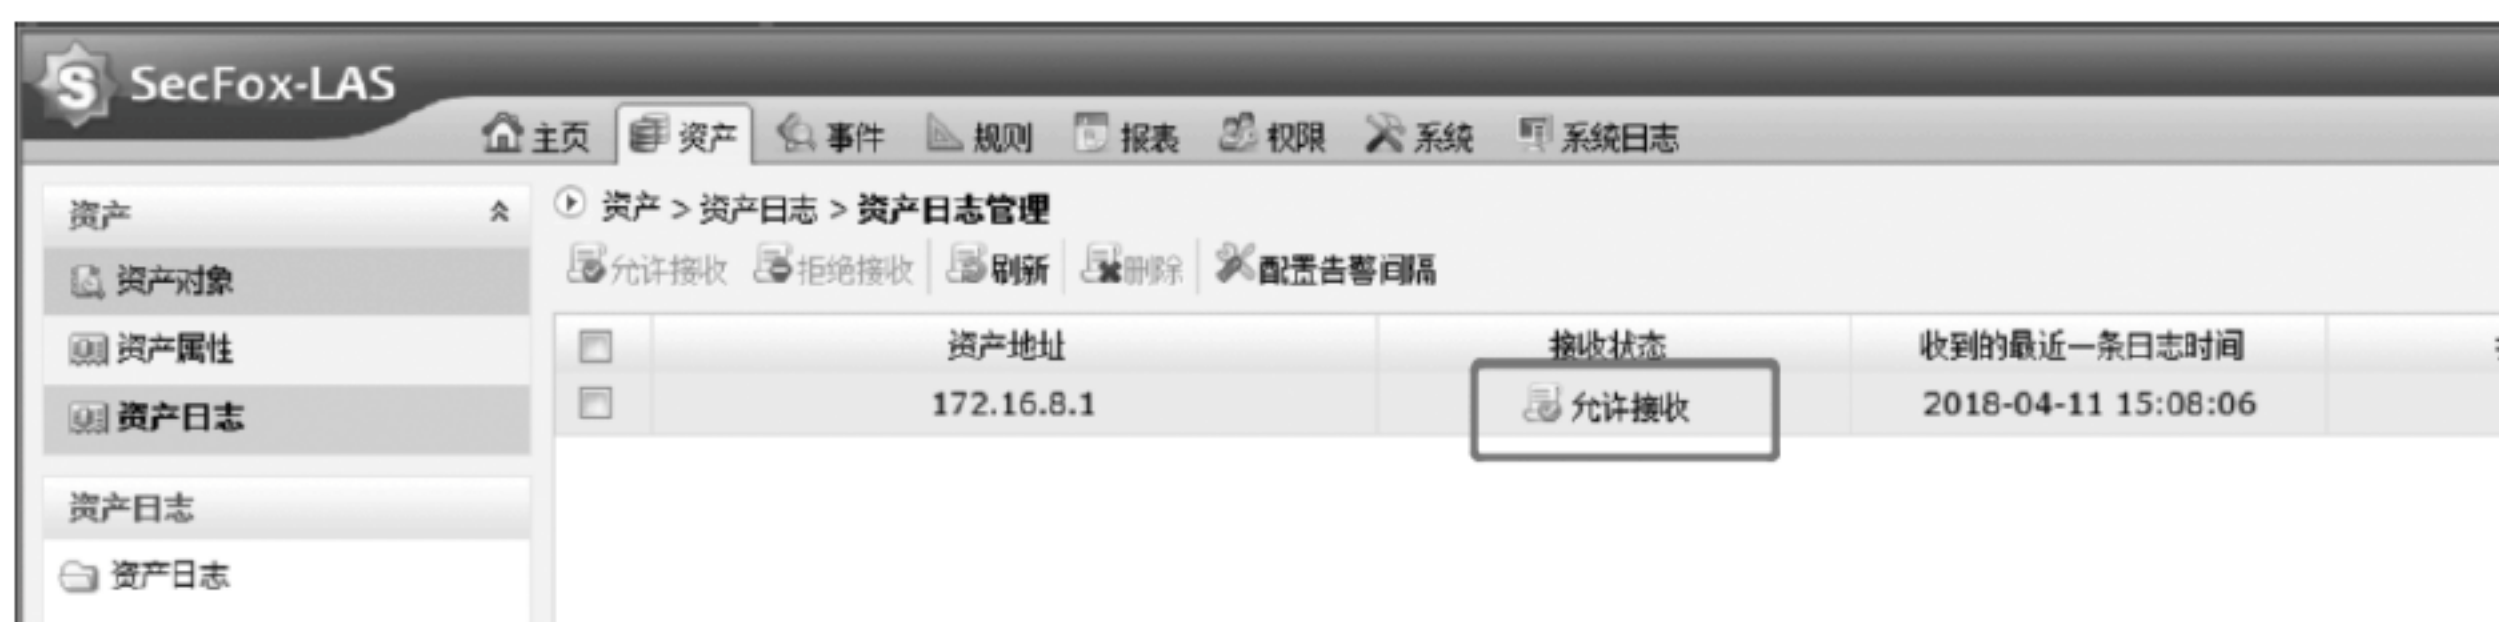 SecFox-LAS
主页 资产 事件 规则 报表 权限 系统 系统日志
资产
资产对象
资产属性
资产日志
资产日志
资产日志
资产 > 资产日志 > 资产日志管理
允许接收 拒绝接收 刷新 删除 配置告警间隔
资产地址 接收状态 收到的最近一条日志时间
172.16.8.1 允许接收 2018-04-11 15:08:06